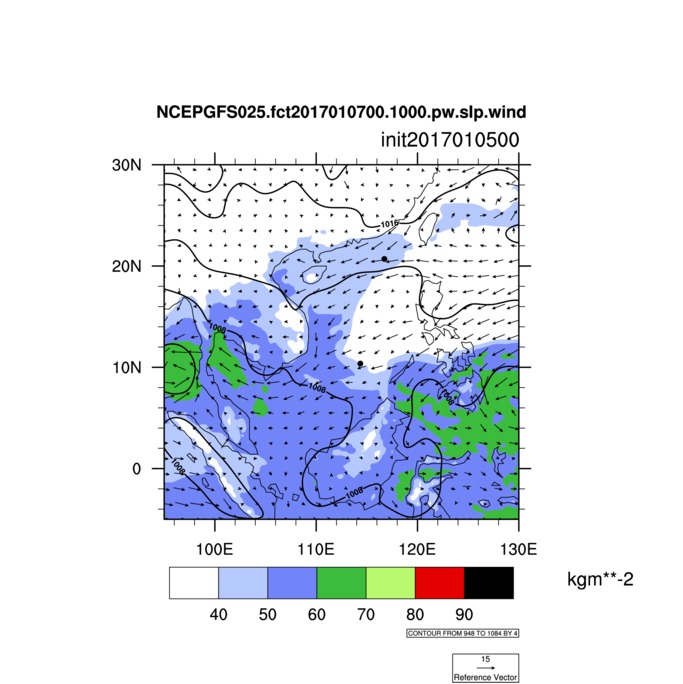 NCEPGFS025.fct2017010700.1000.pw.slp.wind
init2017010500
30N
20N
10N
0
1016
1008
1008
1008
1008
1008
100E 110E 120E 130E
40 50 60 70 80 90
kgm**-2
CONTOUR FROM 948 TO 1084 BY 4
15
Reference Vector